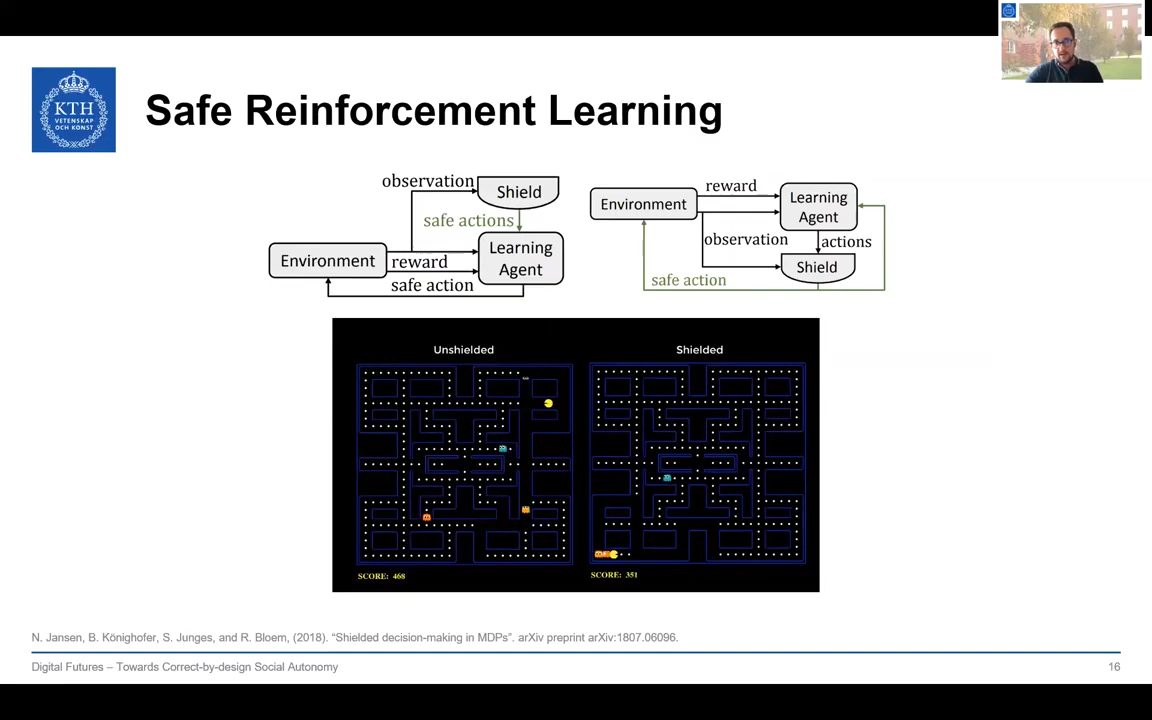 KTH
VETENSKAP
OCH KONST
Safe Reinforcement Learning
observation
Shield
safe actions
Environment
reward
safe action
Learning
Agent
Environment
reward
Learning
Agent
observation
actions
Shield
safe action
Unshielded
Shielded
SCORE: 468
SCORE: 351
N. Jansen, B. Könighofer, S. Junges, and R. Bloem, (2018). “Shielded decision-making in MDPs”. arXiv preprint arXiv:1807.06096.
Digital Futures – Towards Correct-by-design Social Autonomy
16